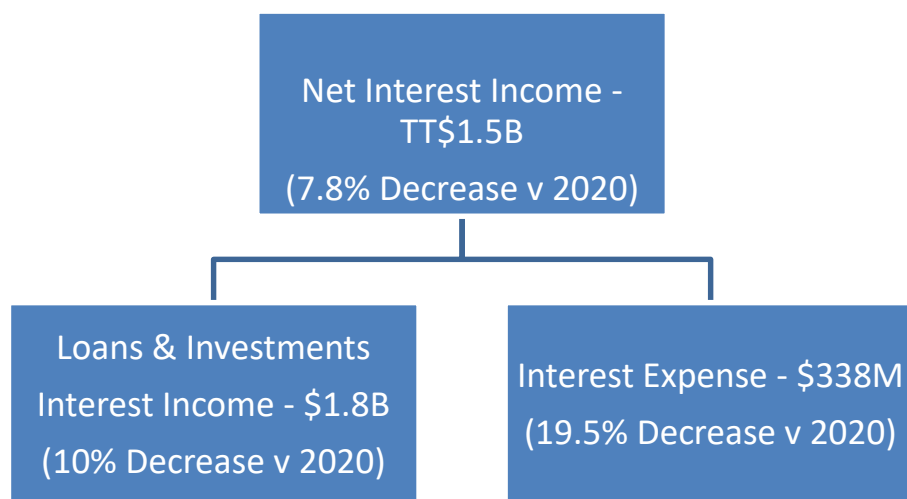 Net Interest Income -
TT$1.5B
(7.8% Decrease v 2020)
Loans & Investments
Interest Income - $1.8B
(10% Decrease v 2020)
Interest Expense - $338M
(19.5% Decrease v 2020)